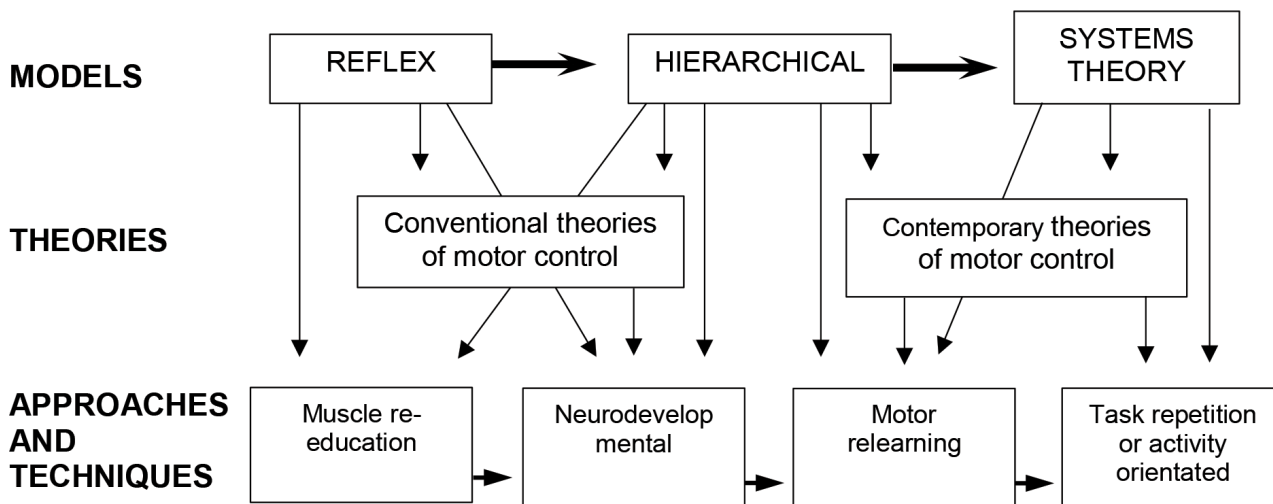 MODELS
REFLEX
HIERARCHICAL
SYSTEMS
THEORY
THEORIES
Conventional theories
of motor control
Contemporary theories
of motor control
APPROACHES
AND
TECHNIQUES
Muscle re-
education
Neurodevelop
mental
Motor
relearning
Task repetition
or activity
orientated